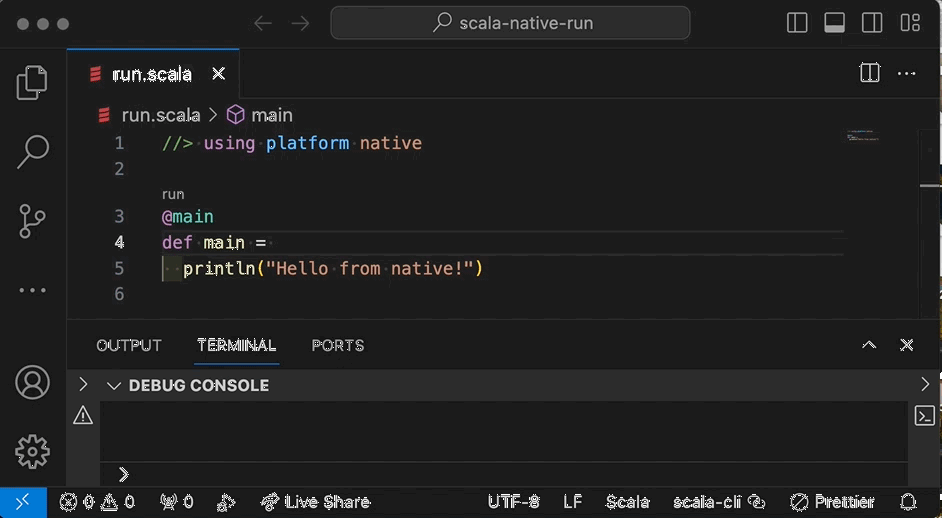 scala-native-run
run.scala
run.scala > main
1 //> using platform native
2
run
3 @main
4 def main =
5 println("Hello from native!")
6
OUTPUT TERMINAL PORTS
DEBUG CONSOLE
0 0 0 Live Share UTF-8 LF Scala scala-cli Prettier